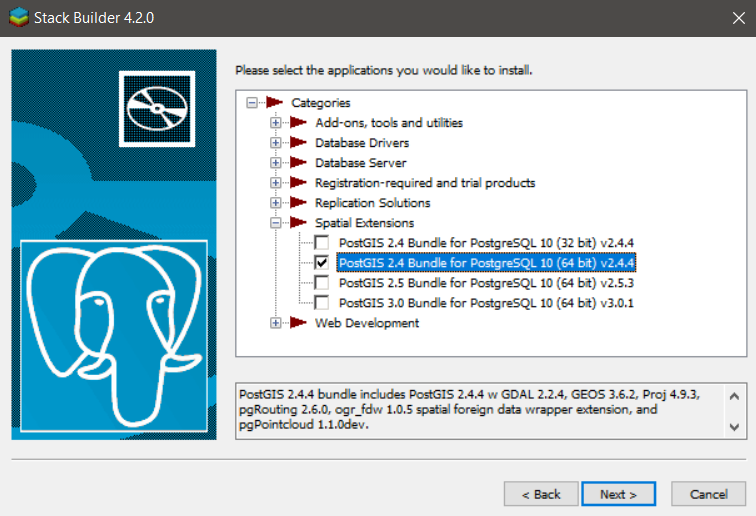 Stack Builder 4.2.0
Please select the applications you would like to install.
Categories
Add-ons, tools and utilities
Database Drivers
Database Server
Registration-required and trial products
Replication Solutions
Spatial Extensions
PostGIS 2.4 Bundle for PostgreSQL 10 (32 bit) v2.4.4
PostGIS 2.4 Bundle for PostgreSQL 10 (64 bit) v2.4.4
PostGIS 2.5 Bundle for PostgreSQL 10 (64 bit) v2.5.3
PostGIS 3.0 Bundle for PostgreSQL 10 (64 bit) v3.0.1
Web Development
PostGIS 2.4.4 bundle includes PostGIS 2.4.4 w GDAL 2.2.4, GEOS 3.6.2, Proj 4.9.3,
pgRouting 2.6.0, ogr_fdw 1.0.5 spatial foreign data wrapper extension, and
pgPointcloud 1.1.0dev.
< Back
Next >
Cancel